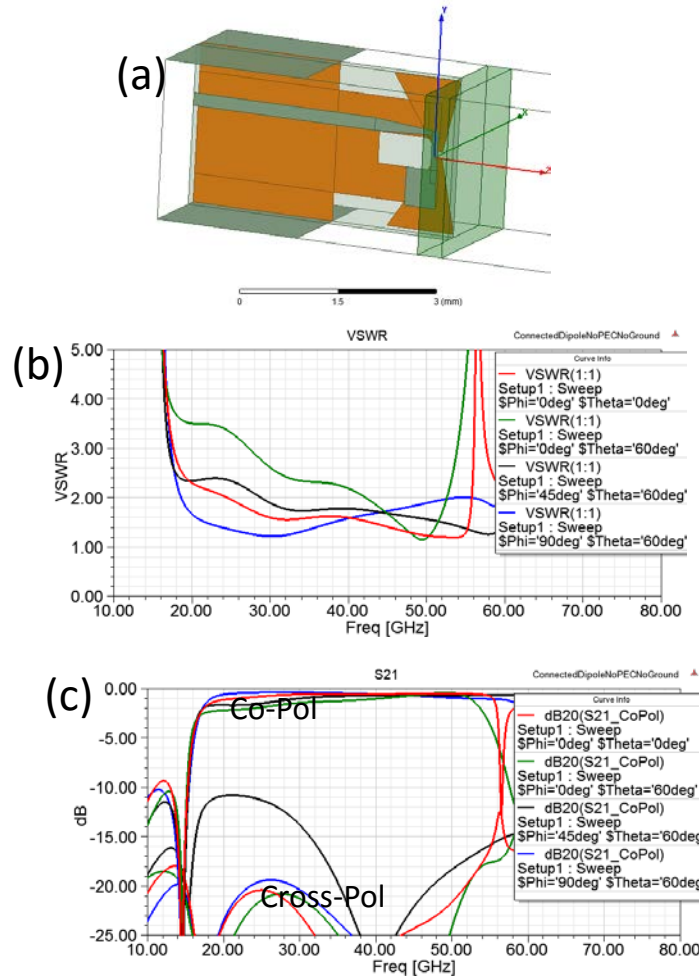 (a)
Y
X
Z
0 1.5 3 (mm)
(b)
VSWR ConnectedDipoleNoPECNoGround
5.00
4.00
3.00
2.00
1.00
0.00
VSWR
10.00 20.00 30.00 40.00 50.00 60.00 70.00 80.00
Freq [GHz]
Curve Info
VSWR(1:1)
Setup1 : Sweep
$Phi='0deg' $Theta='0deg'
VSWR(1:1)
Setup1 : Sweep
$Phi='0deg' $Theta='60deg'
VSWR(1:1)
Setup1 : Sweep
$Phi='45deg' $Theta='60deg'
VSWR(1:1)
Setup1 : Sweep
$Phi='90deg' $Theta='60deg'
(c)
S21 ConnectedDipoleNoPECNoGround
0.00
-5.00
-10.00
-15.00
-20.00
-25.00
dB
Co-Pol
Cross-Pol
10.00 20.00 30.00 40.00 50.00 60.00 70.00 80.00
Freq [GHz]
Curve Info
dB20(S21_CoPol)
Setup1 : Sweep
$Phi='0deg' $Theta='0deg'
dB20(S21_CoPol)
Setup1 : Sweep
$Phi='0deg' $Theta='60deg'
dB20(S21_CoPol)
Setup1 : Sweep
$Phi='45deg' $Theta='60deg
dB20(S21_CoPol)
Setup1 : Sweep
$Phi='90deg' $Theta='60deg